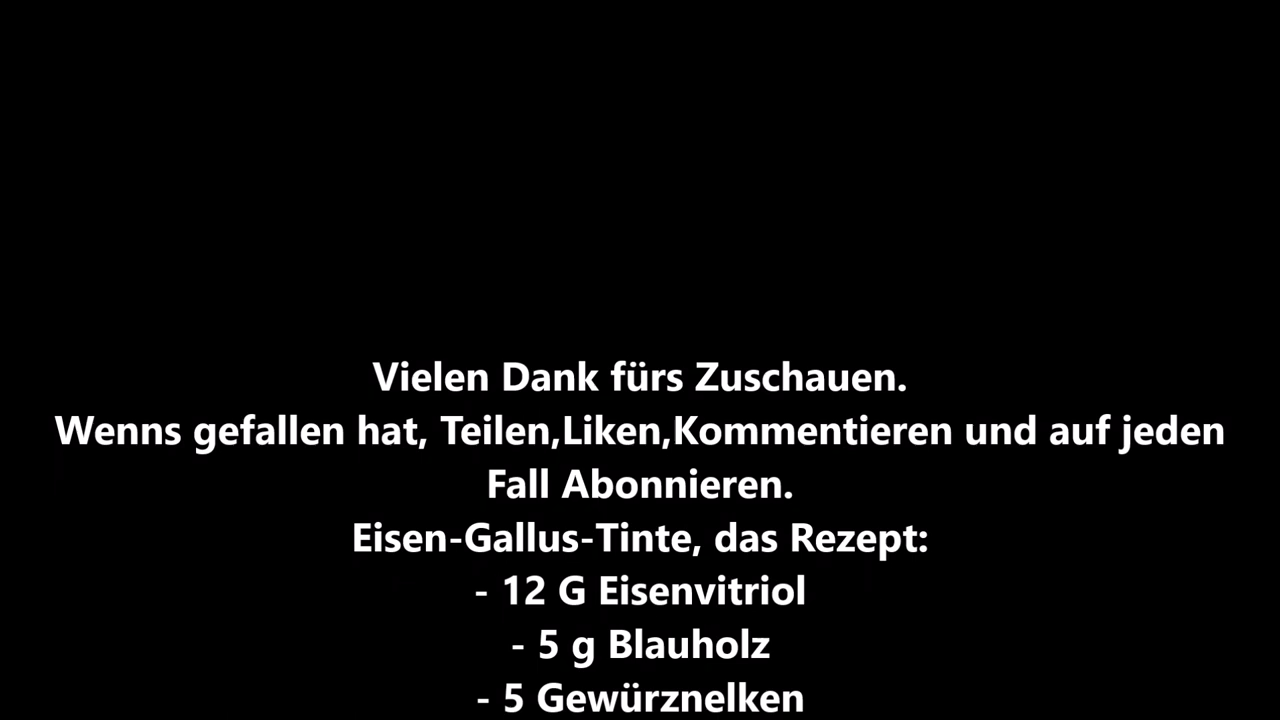 Vielen Dank fürs Zuschauen.
Wenns gefallen hat, Teilen,Liken,Kommentieren und auf jeden
Fall Abonnieren.
Eisen-Gallus-Tinte, das Rezept:
- 12 G Eisenvitriol
- 5 g Blauholz
- 5 Gewürznelken